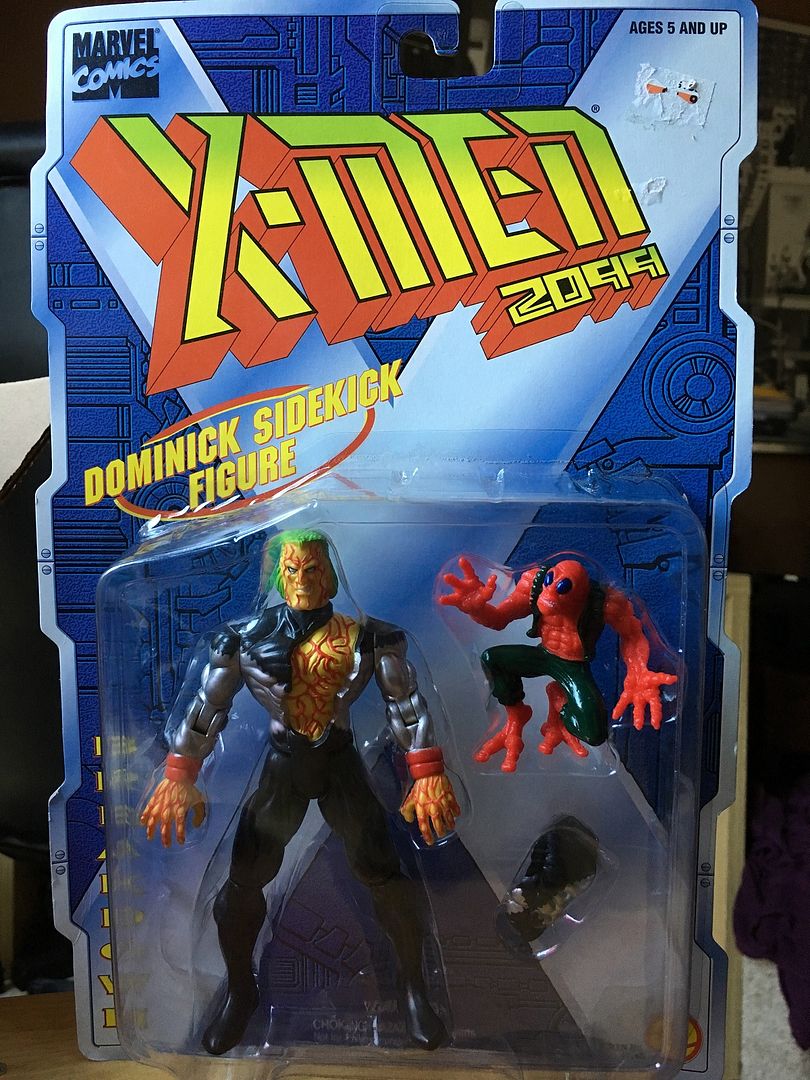 MARVEL
COMICS
M
AGES 5 AND UP
X-MEN®
2099
DOMINICK SIDEKICK
FIGURE